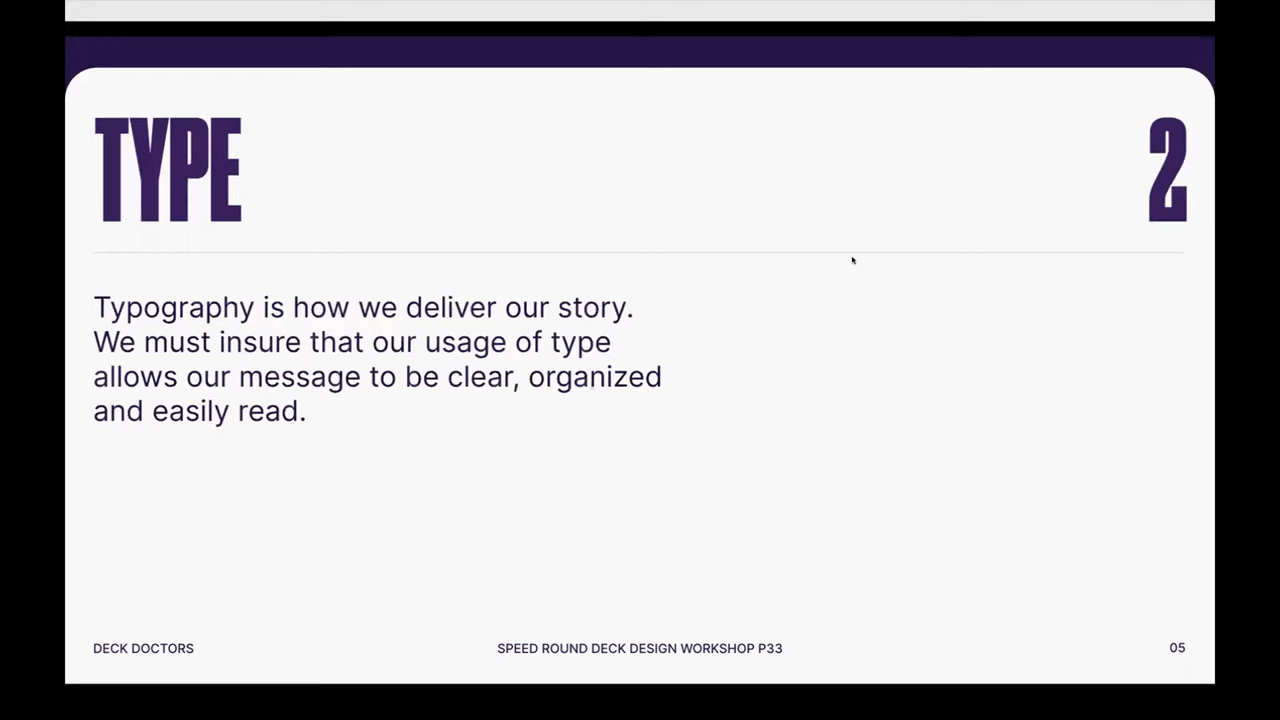 TYPE
2
Typography is how we deliver our story.
We must insure that our usage of type
allows our message to be clear, organized
and easily read.
DECK DOCTORS
SPEED ROUND DECK DESIGN WORKSHOP P33
05